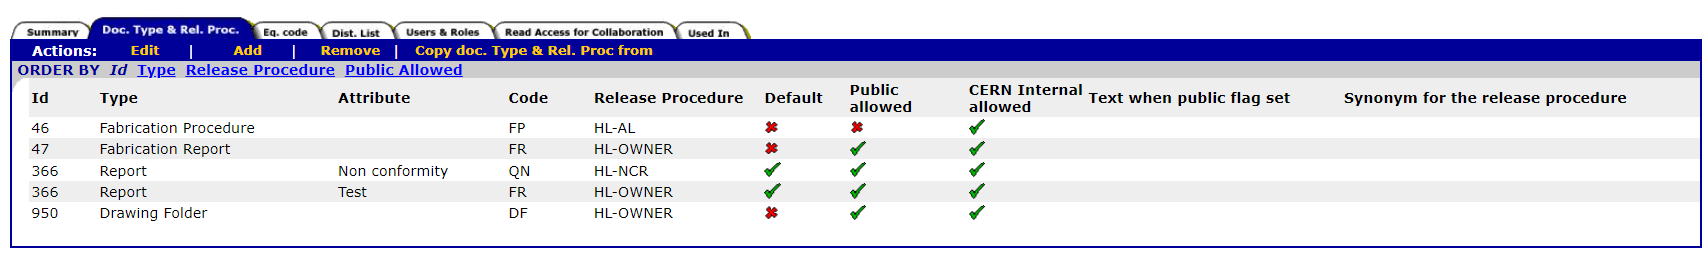 Summary Doc. Type & Rel. Proc. Eq. code Dist. List Users & Roles Read Access for Collaboration Used In
Actions: Edit | Add | Remove | Copy doc. Type & Rel. Proc from
ORDER BY Id Type Release Procedure Public Allowed
Id Type Attribute Code Release Procedure Default Public allowed CERN Internal allowed Text when public flag set Synonym for the release procedure
46 Fabrication Procedure FP HL-AL
47 Fabrication Report FR HL-OWNER
366 Report Non conformity QN HL-NCR
366 Report Test FR HL-OWNER
950 Drawing Folder DF HL-OWNER